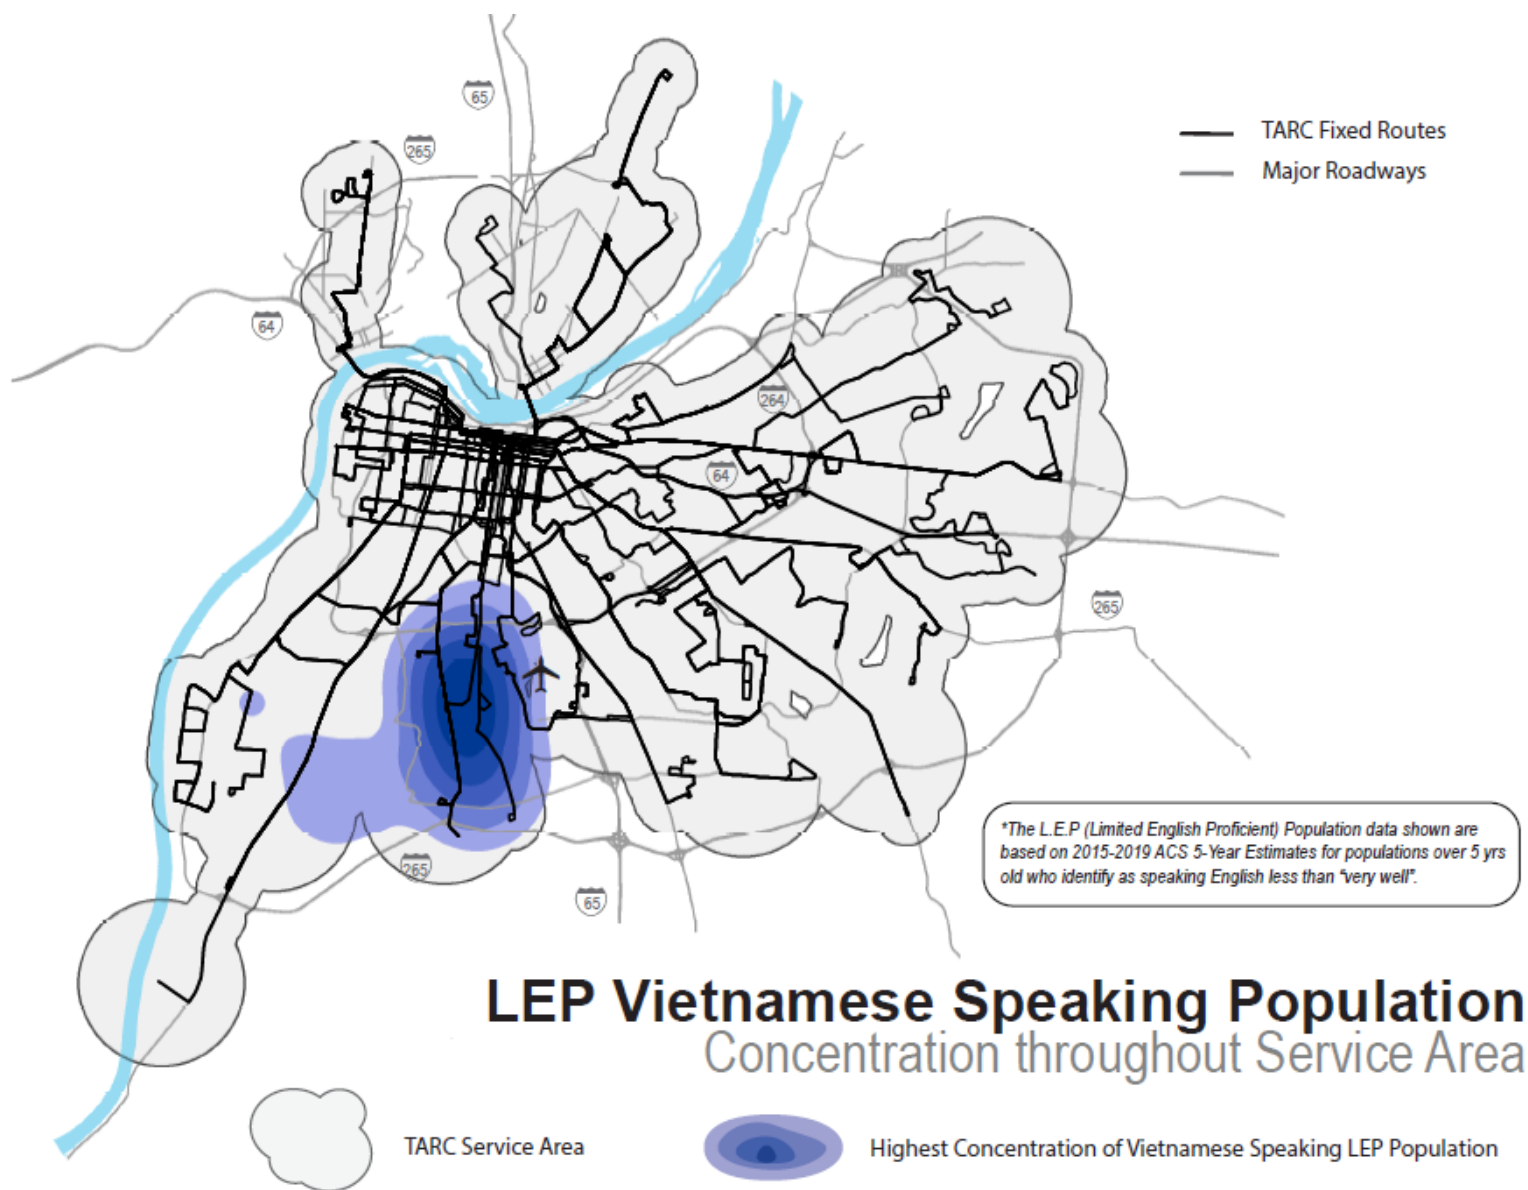 65
265
TARC Fixed Routes
Major Roadways
64
264
64
265
*The L.E.P (Limited English Proficient) Population data shown are
based on 2015-2019 ACS 5-Year Estimates for populations over 5 yrs
old who identify as speaking English less than “very well”.
265
65
LEP Vietnamese Speaking Population
Concentration throughout Service Area
TARC Service Area
Highest Concentration of Vietnamese Speaking LEP Population